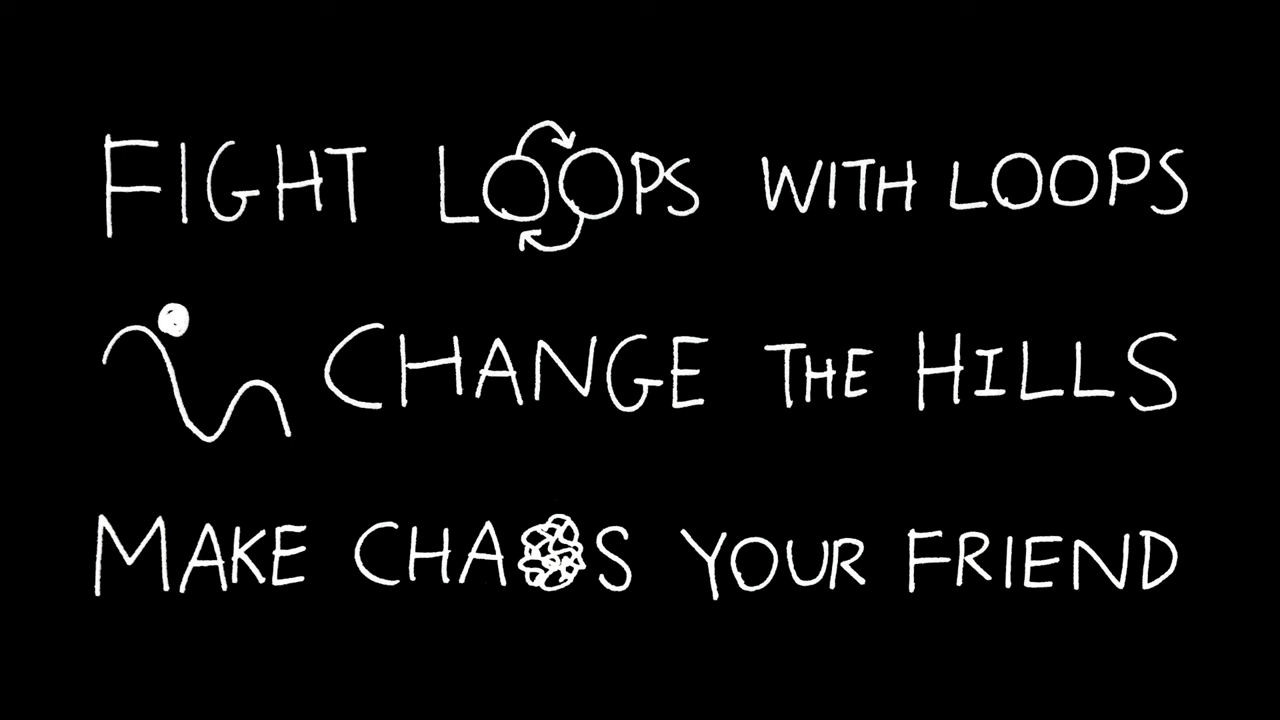 FIGHT LOOPS WITH LOOPS
CHANGE THE HILLS
MAKE CHAOS YOUR FRIEND